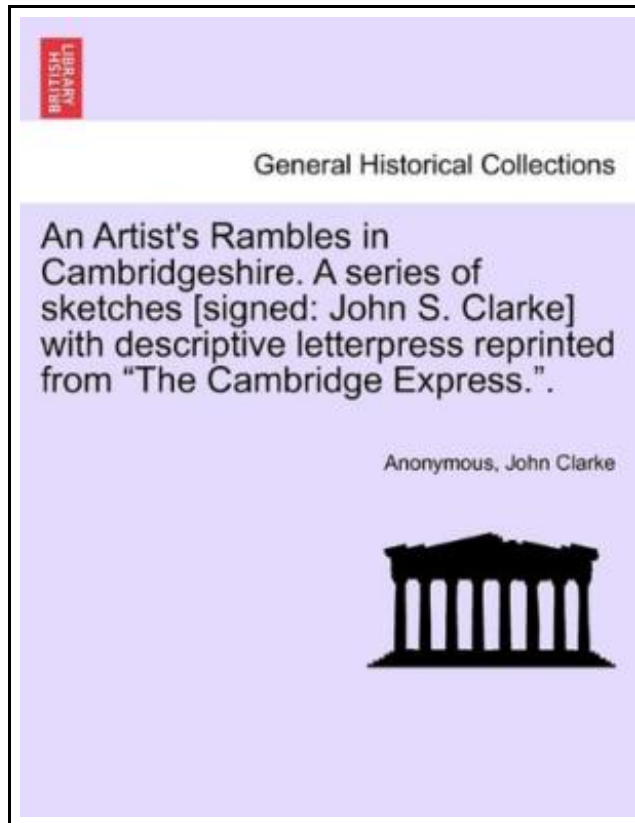 BRITISH
LIBRARY
General Historical Collections
An Artist's Rambles in
Cambridgeshire. A series of
sketches [signed: John S. Clarke]
with descriptive letterpress reprinted
from “The Cambridge Express.”.
Anonymous, John Clarke